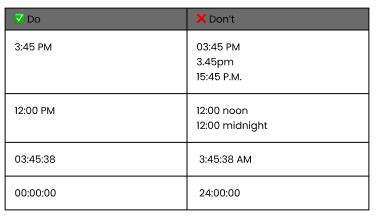 ✅ Do
❌ Don't
3:45 PM
03:45 PM
3.45pm
15:45 P.M.
12:00 PM
12:00 noon
12:00 midnight
03:45:38
3:45:38 AM
00:00:00
24:00:00